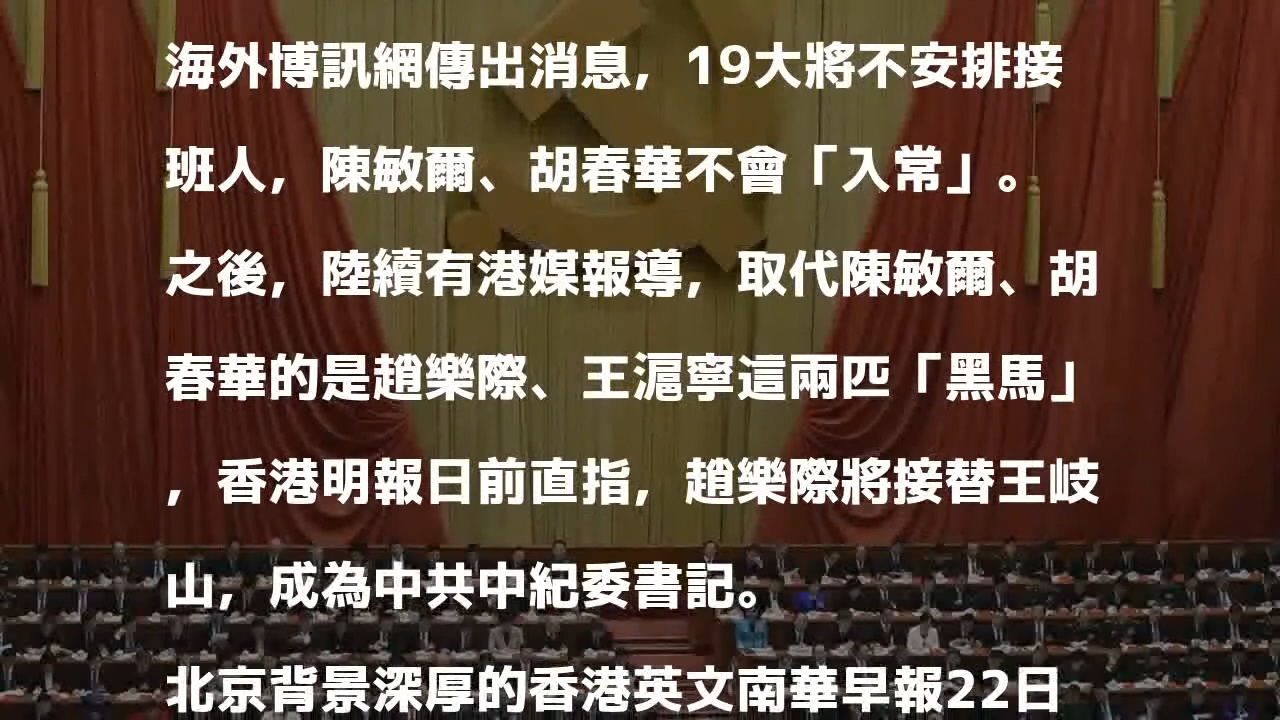 海外博訊網傳出消息，19大將不安排接
班人，陳敏爾、胡春華不會「入常」。
之後，陸續有港媒報導，取代陳敏爾、胡
春華的是趙樂際、王滬寧這兩匹「黑馬」
，香港明報日前直指，趙樂際將接替王岐
山，成為中共中紀委書記。
北京背景深厚的香港英文南華早報22日